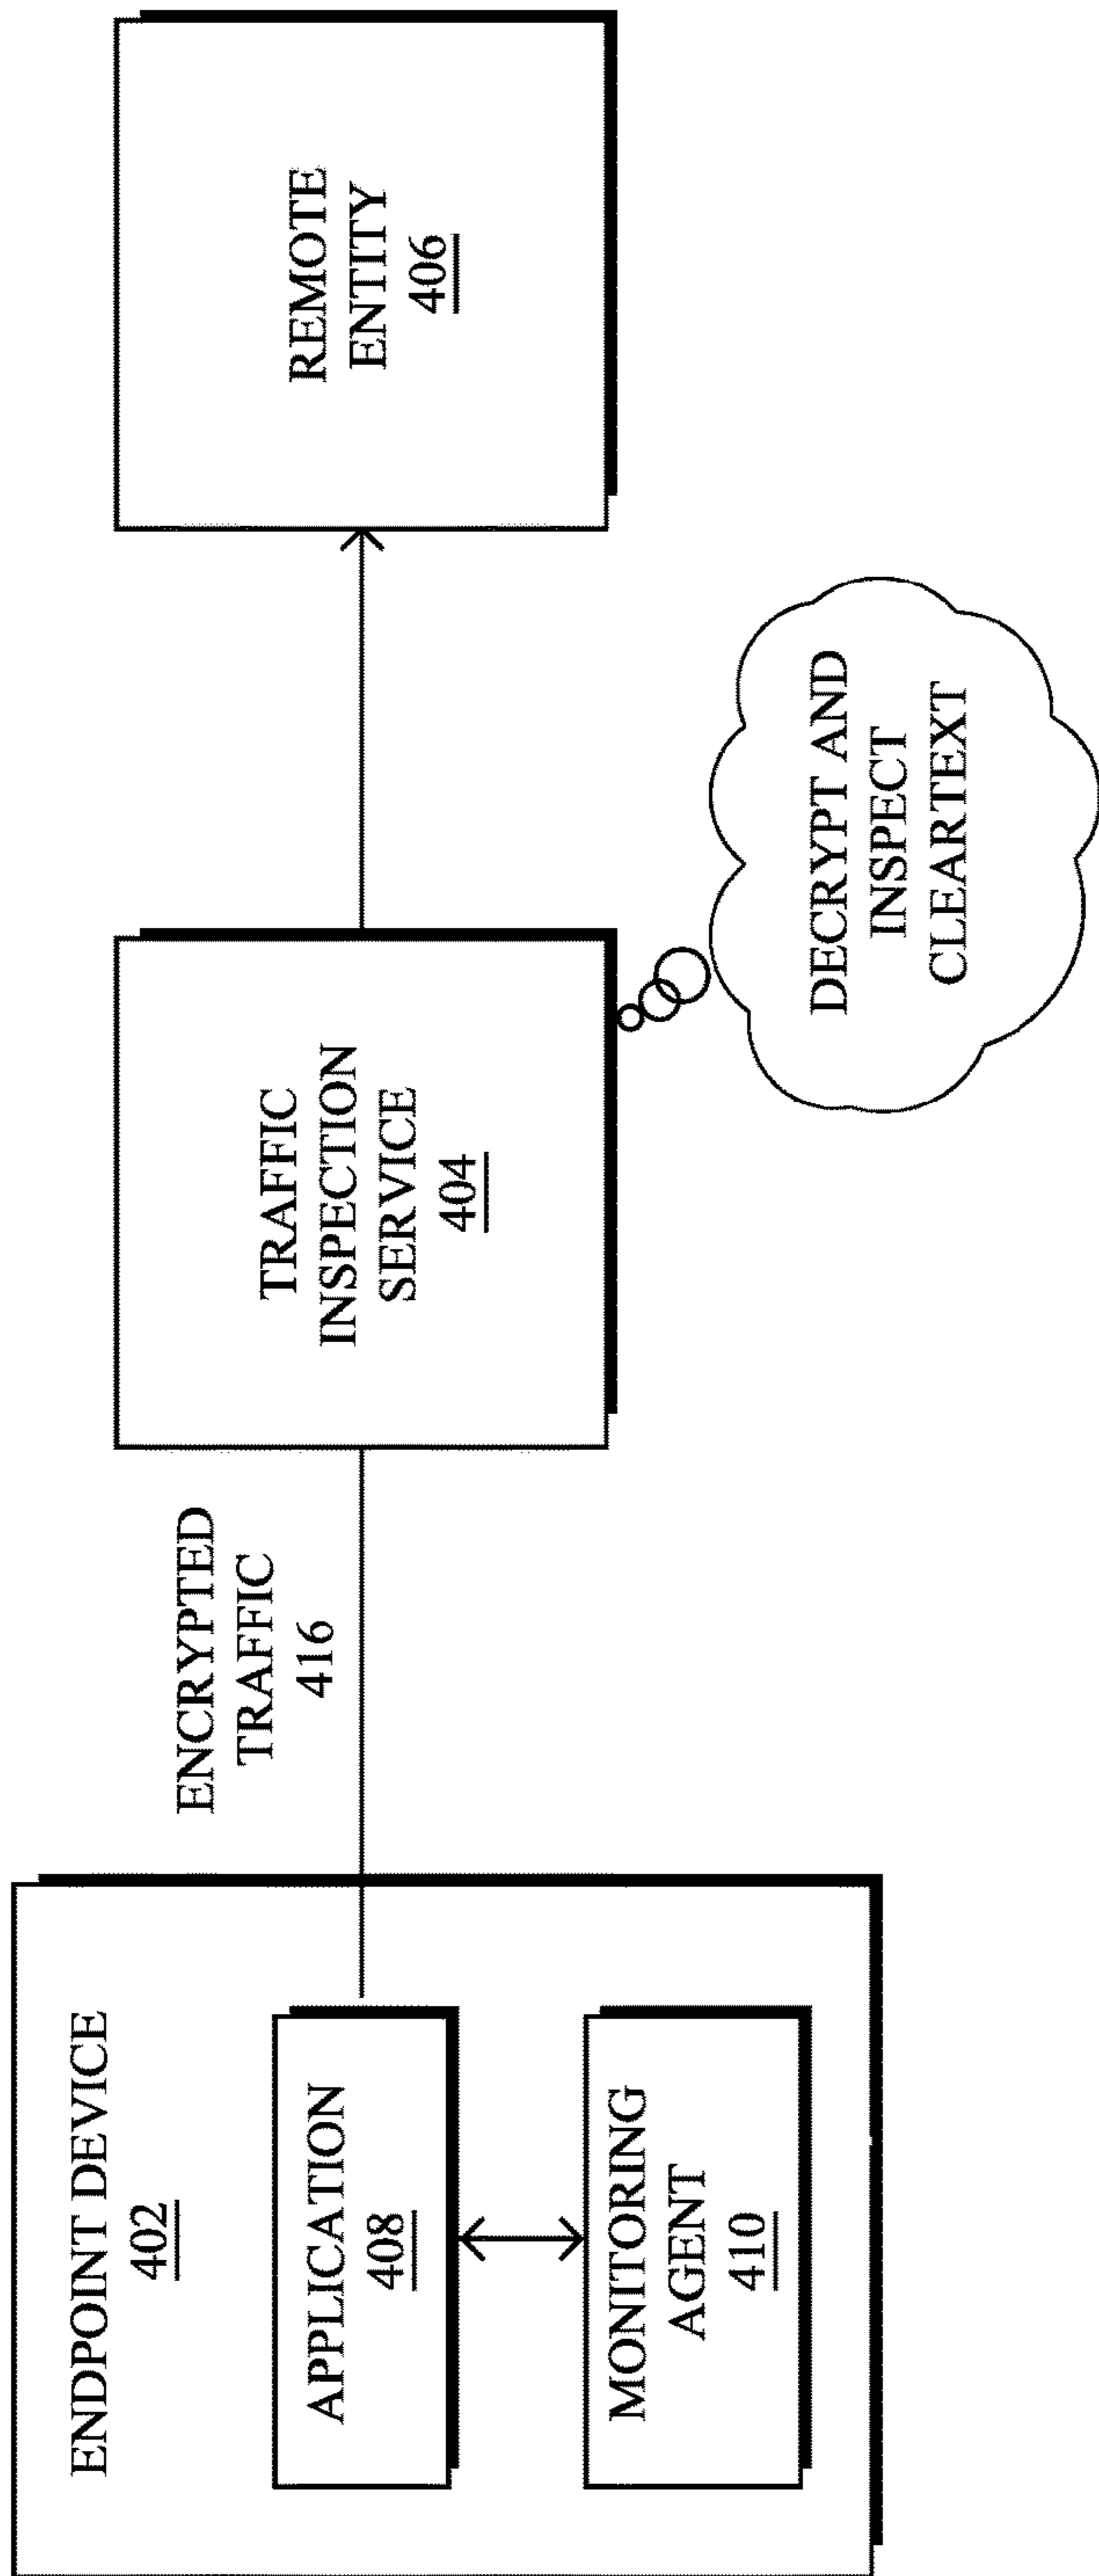 ENDPOINT DEVICE
402
APPLICATION
408
MONITORING
AGENT
410
ENCRYPTED
TRAFFIC
416
TRAFFIC
INSPECTION
SERVICE
404
DECRYPT AND
INSPECT
CLEARTEXT
REMOTE
ENTITY
406